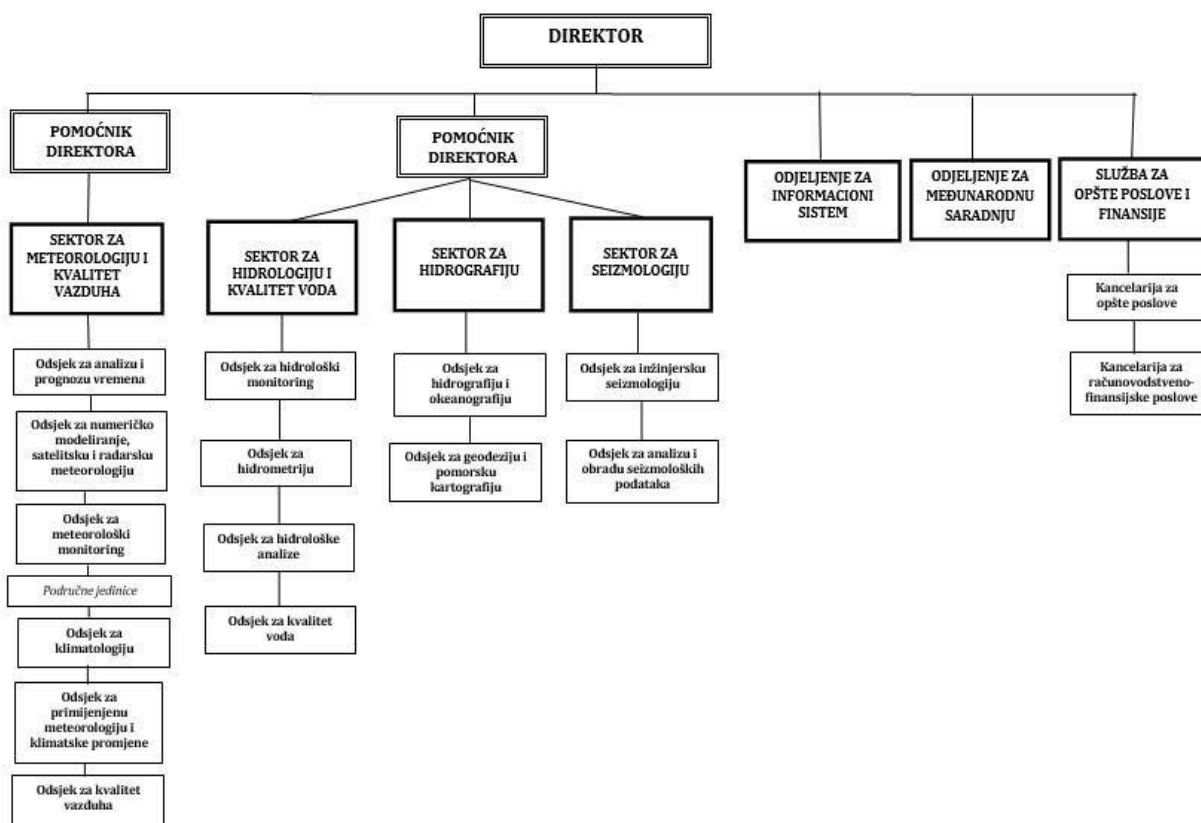 DIREKTOR
POMOĆNIK
DIREKTORA
POMOĆNIK
DIREKTORA
ODJELJENJE ZA
INFORMACIONI
SISTEM
ODJELJENJE ZA
MEĐUNARODNU
SARADNJU
SLUŽBA ZA
OPŠTE POSLOVE I
FINANSIJE
SEKTOR ZA
METEOROLOGIJU I
KVALITET
VAZDUHA
SEKTOR ZA
HIDROLOGIJU I
KVALITET VODA
SEKTOR ZA
HIDROGRAFIJU
SEKTOR ZA
SEIZMOLOGIJU
Kancelarija za
opšte poslove
Kancelarija za
računovodstveno-
finansijske poslove
Odsjek za analizu i
prognozu vremena
Odsjek za numeričko
modeliranje,
satelitsku i radarsku
meteorologiju
Odsjek za
meteorološki
monitoring
Područne jedinice
Odsjek za
klimatologiju
Odsjek za
primijenjenu
meteorologiju i
klimatske promjene
Odsjek za kvalitet
vazduha
Odsjek za hidrološki
monitoring
Odsjek za
hidrometriju
Odsjek za hidrološke
analize
Odsjek za kvalitet
voda
Odsjek za
hidrografiju i
okeanografiju
Odsjek za geodeziju i
pomorsku
kartografiju
Odsjek za inžinjersku
seizmologiju
Odsjek za analizu i
obradu seizmoloških
podataka